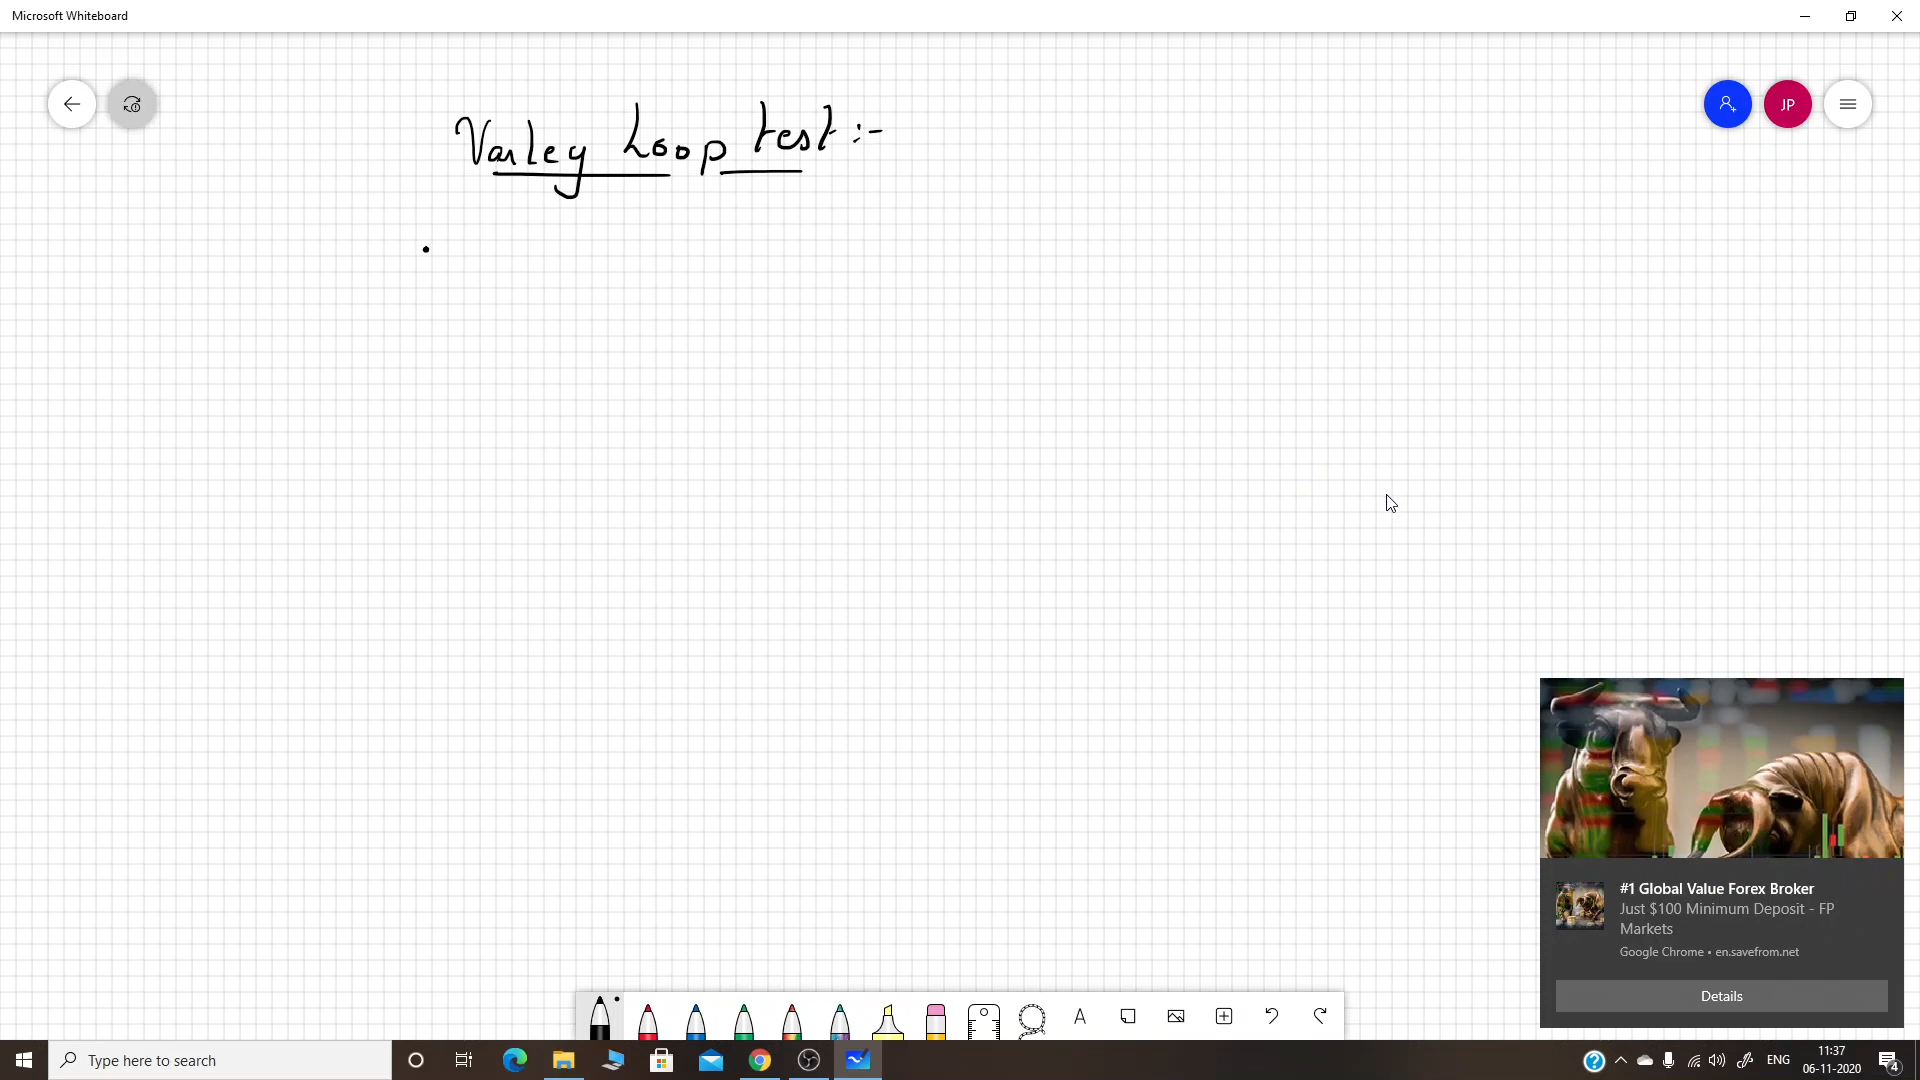 Microsoft Whiteboard
JP
Varley Loop test :-
#1 Global Value Forex Broker
Just $100 Minimum Deposit - FP
Markets
Google Chrome • en.savefrom.net
Details
A
Type here to search
ENG
11:37
06-11-2020
4